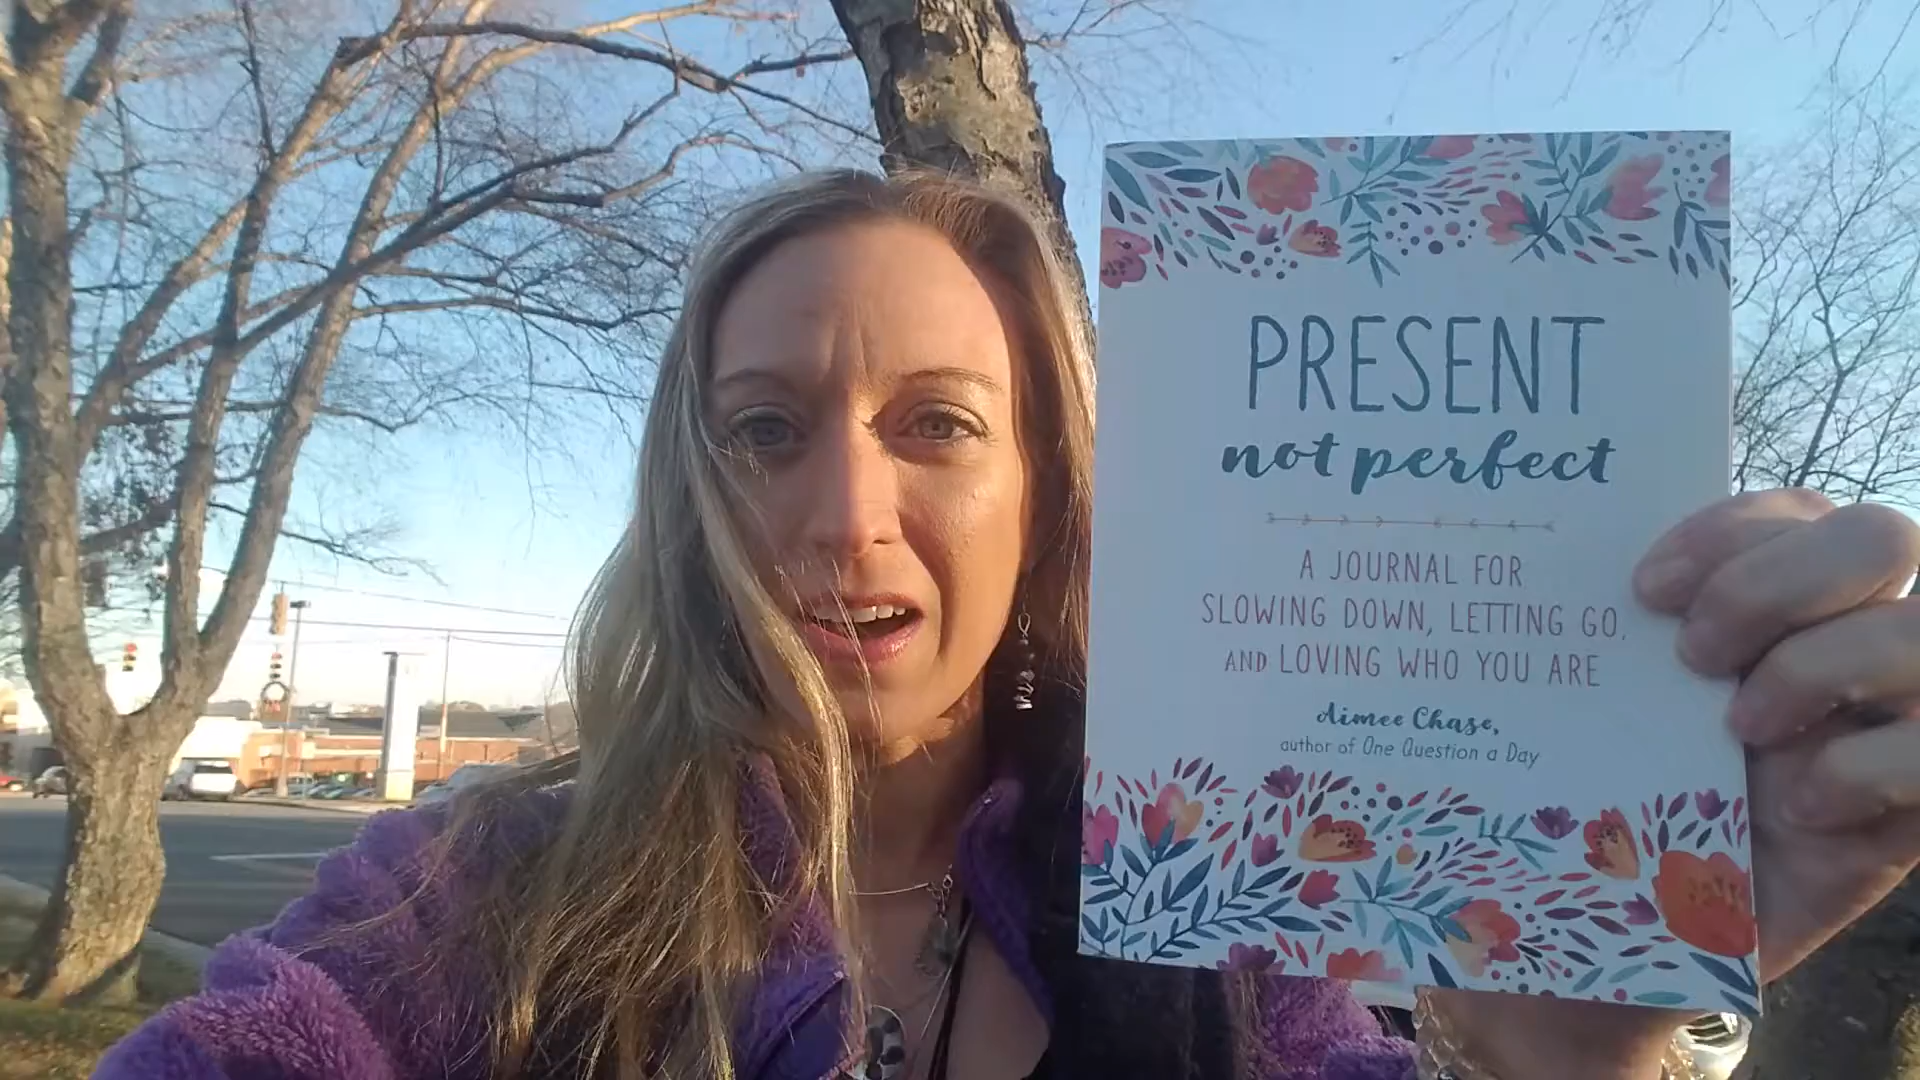 PRESENT
not perfect
A JOURNAL FOR
SLOWING DOWN, LETTING GO,
AND LOVING WHO YOU ARE
Aimee Chase,
author of One Question a Day